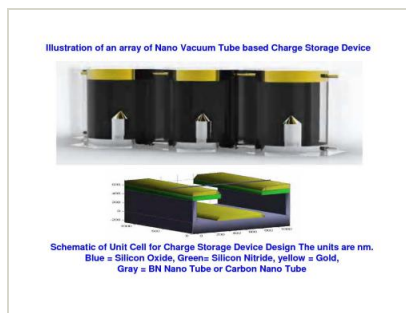 Illustration of an array of Nano Vacuum Tube based Charge Storage Device
Schematic of Unit Cell for Charge Storage Device Design The units are nm.
Blue = Silicon Oxide, Green= Silicon Nitride, yellow = Gold,
Gray = BN Nano Tube or Carbon Nano Tube